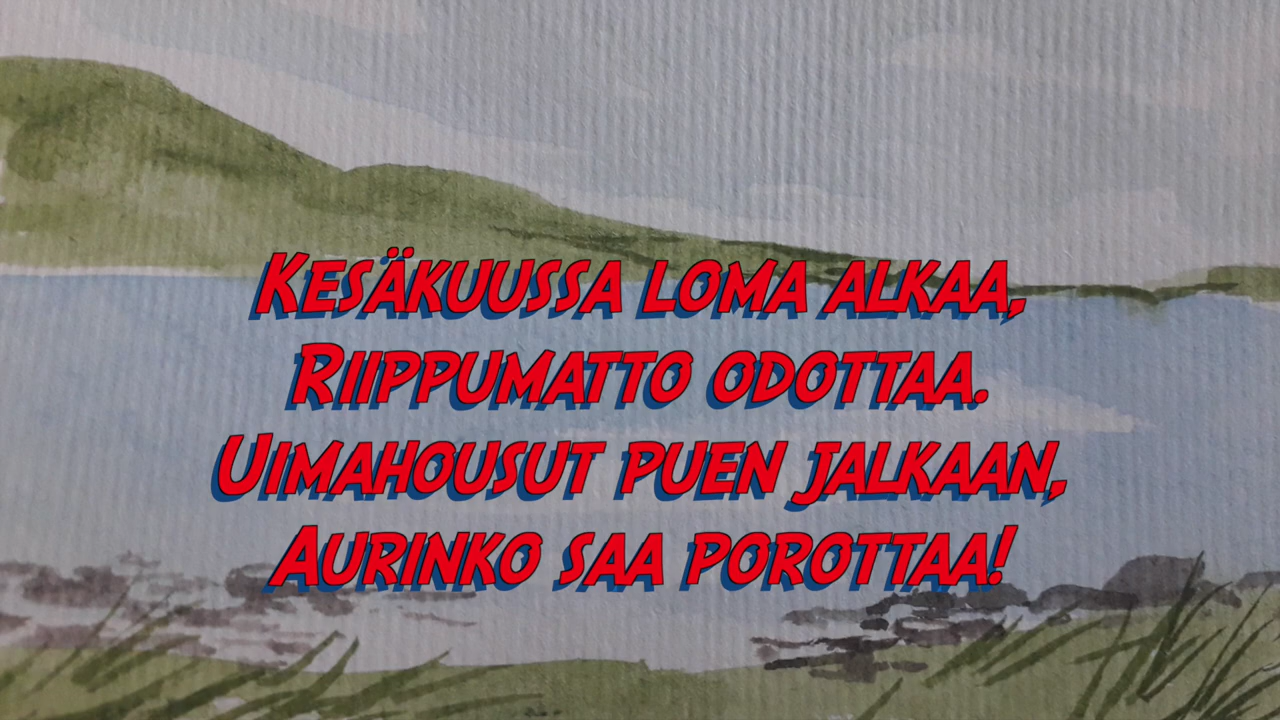 Kesäkuussa loma alkaa,
Riippumatto odottaa.
Uimahousut puen jalkaan,
Aurinko saa porottaa!